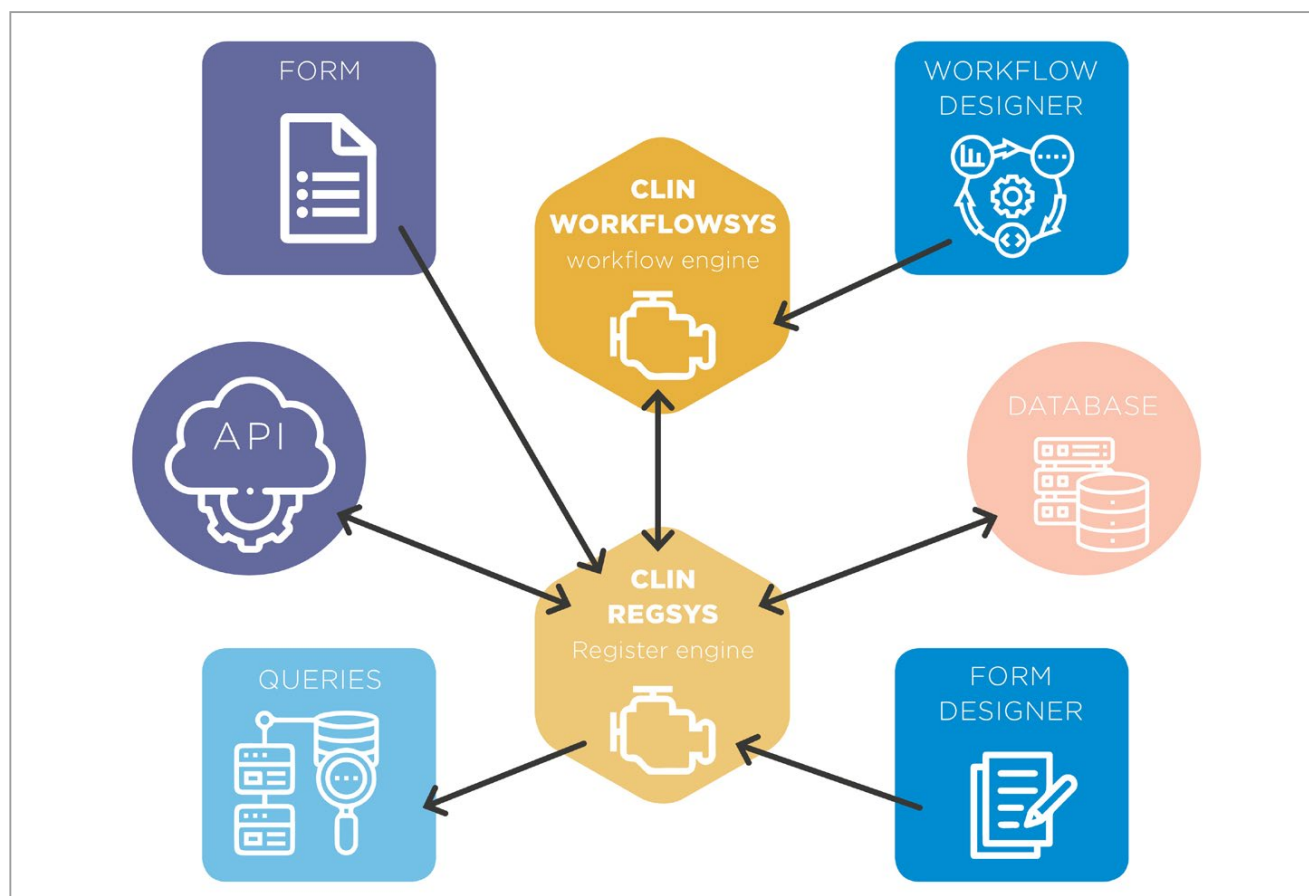 FORM
WORKFLOW
DESIGNER
CLIN
WORKFLOWSYS
workflow engine
API
DATABASE
CLIN
REGSYS
Register engine
QUERIES
FORM
DESIGNER